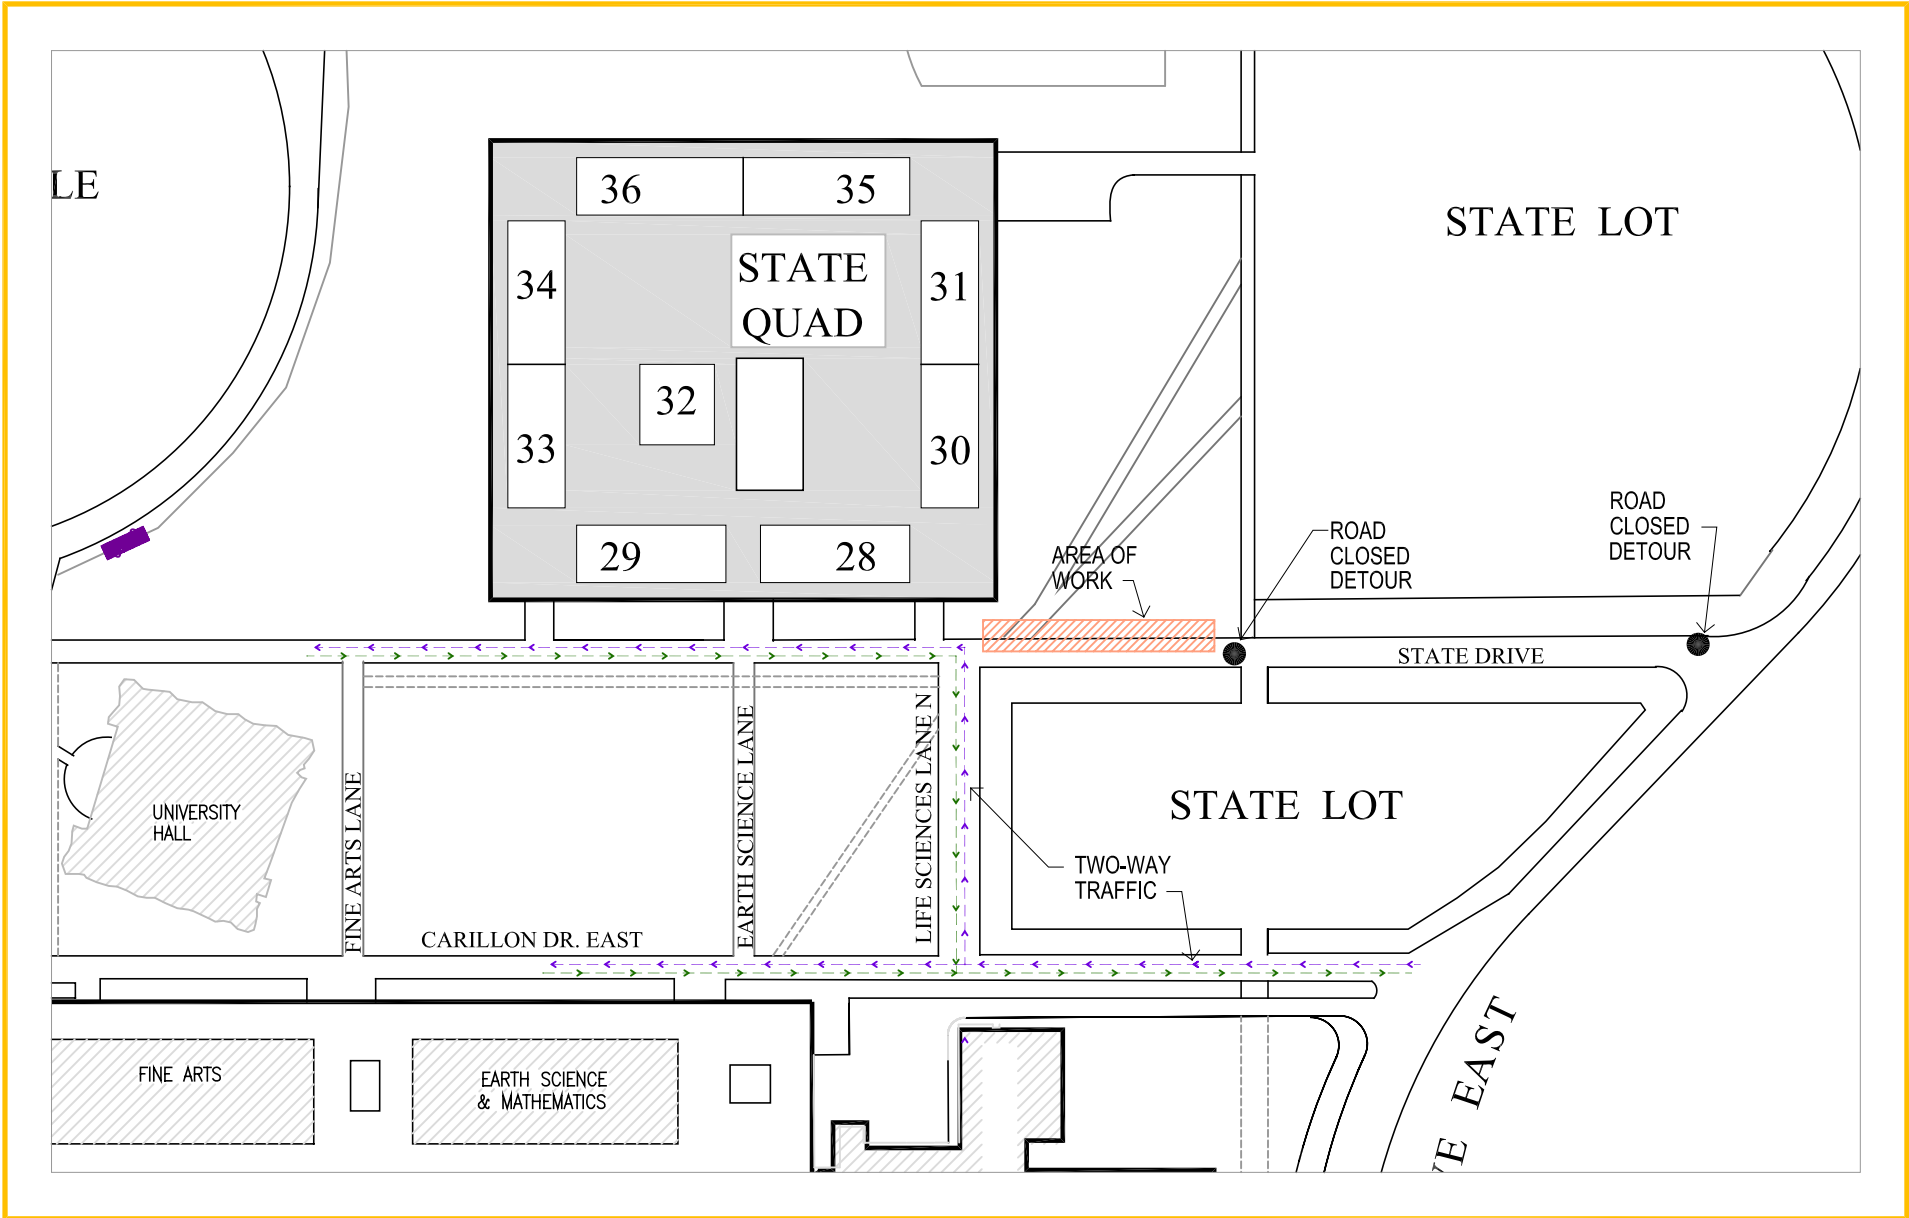 LE
36
35
STATE LOT
34
STATE
QUAD
31
32
33
30
29
28
AREA OF
WORK
ROAD
CLOSED
DETOUR
ROAD
CLOSED
DETOUR
STATE DRIVE
UNIVERSITY
HALL
FINE ARTS LANE
EARTH SCIENCE LANE
LIFE SCIENCES LANE N
STATE LOT
TWO-WAY
TRAFFIC
CARILLON DR. EAST
FINE ARTS
EARTH SCIENCE
& MATHEMATICS
VE EAST